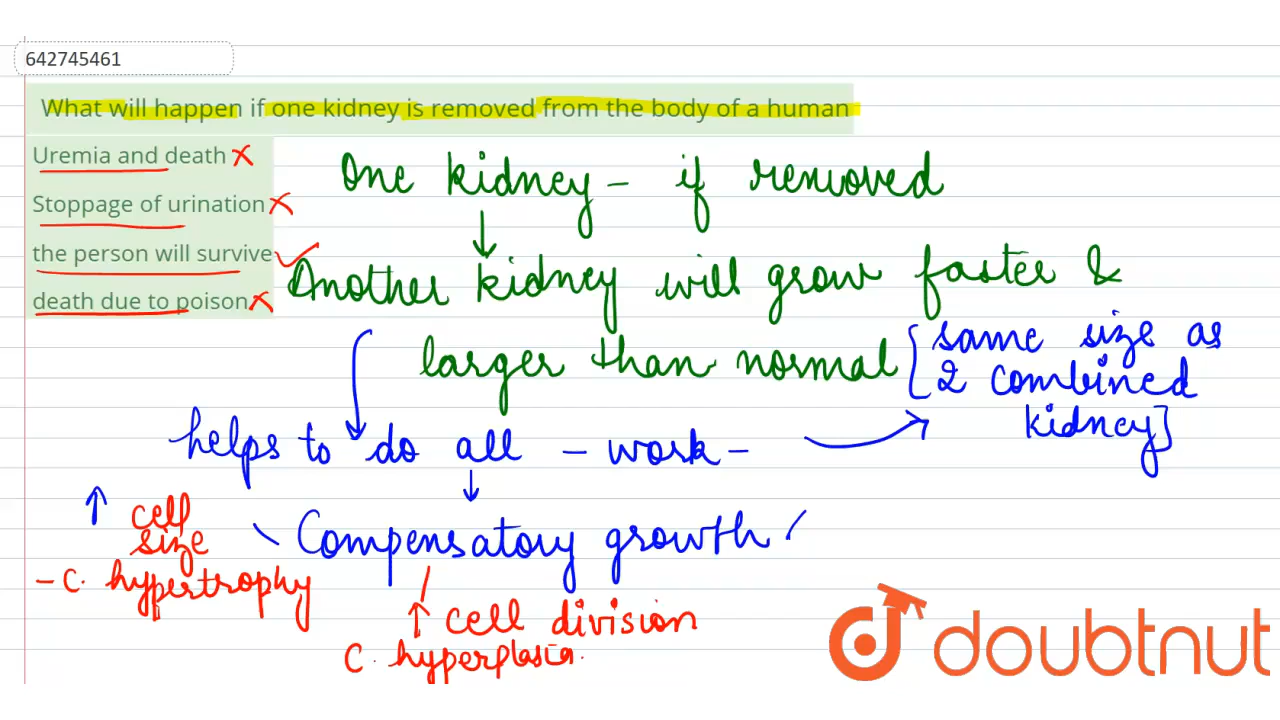 642745461
What will happen if one kidney is removed from the body of a human
Uremia and death
Stoppage of urination
the person will survive
death due to poison
One kidney - if removed
Another kidney will grow faster &
larger than normal
[same size as
2 combined
kidney]
helps to do all - work -
Compensatory growth
↑ cell
size
- C. hypertrophy
↑ cell division
C. hyperplasia.
doubtnut